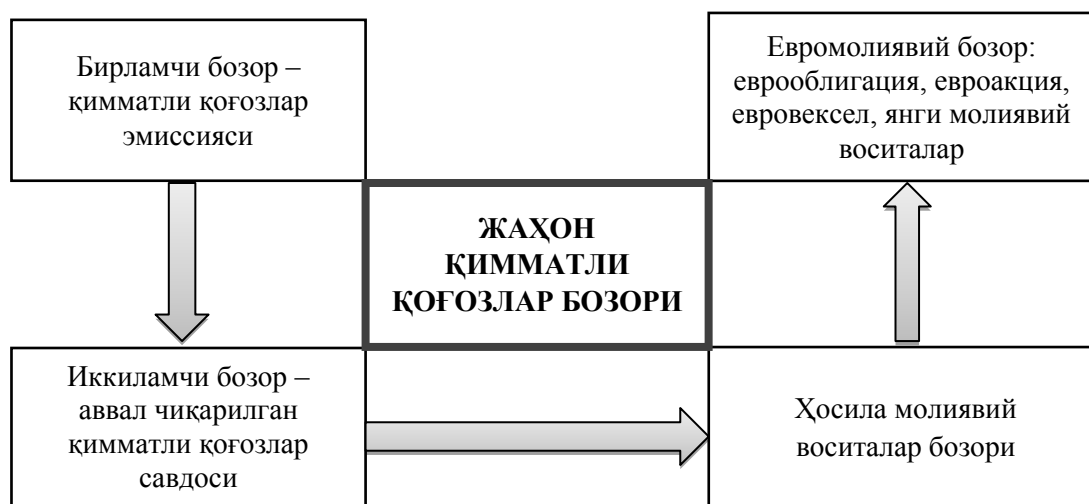 Бирламчи бозор –
қимматли қоғозлар
эмиссияси
Евромолиявий бозор:
еврооблигация, евроакция,
евровексел, янги молиявий
воситалар
ЖАҲОН
ҚИММАТЛИ
ҚОҒОЗЛАР БОЗОРИ
Иккиламчи бозор –
аввал чиқарилган
қимматли қоғозлар
савдоси
Ҳосила молиявий
воситалар бозори